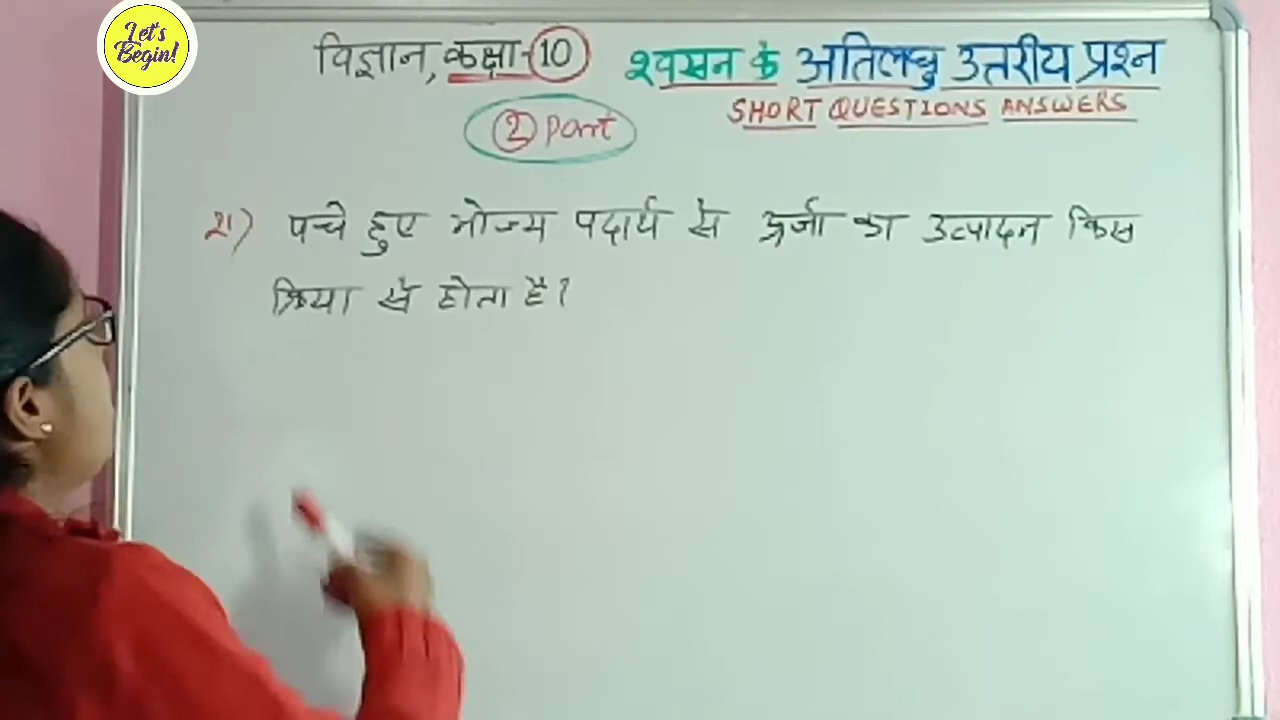 Let's
Begin!
विज्ञान, कक्षा-10 श्वसन के अतिलघु उत्तरीय प्रश्न
SHORT QUESTIONS ANSWERS
2 Part
21) पचे हुए भोज्य पदार्थ से ऊर्जा का उत्पादन किस
क्रिया से होता है?